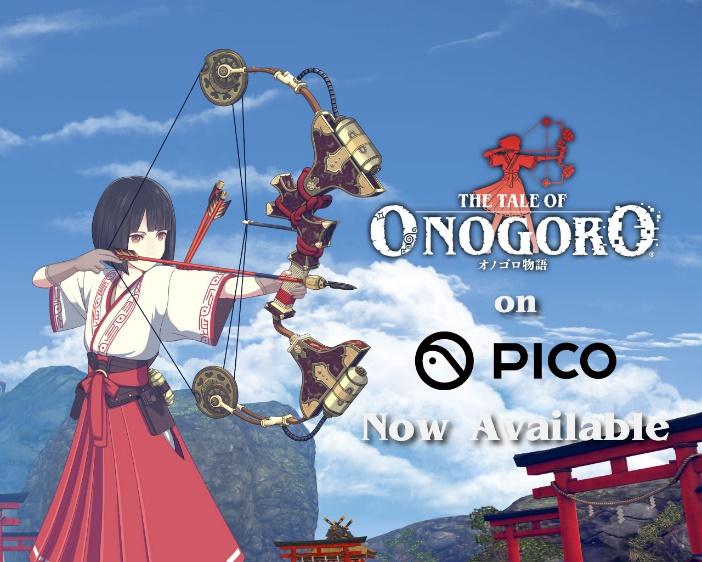 THE TALE OF
ONOGORO
オノゴロ物語
on
PICO
Now Available